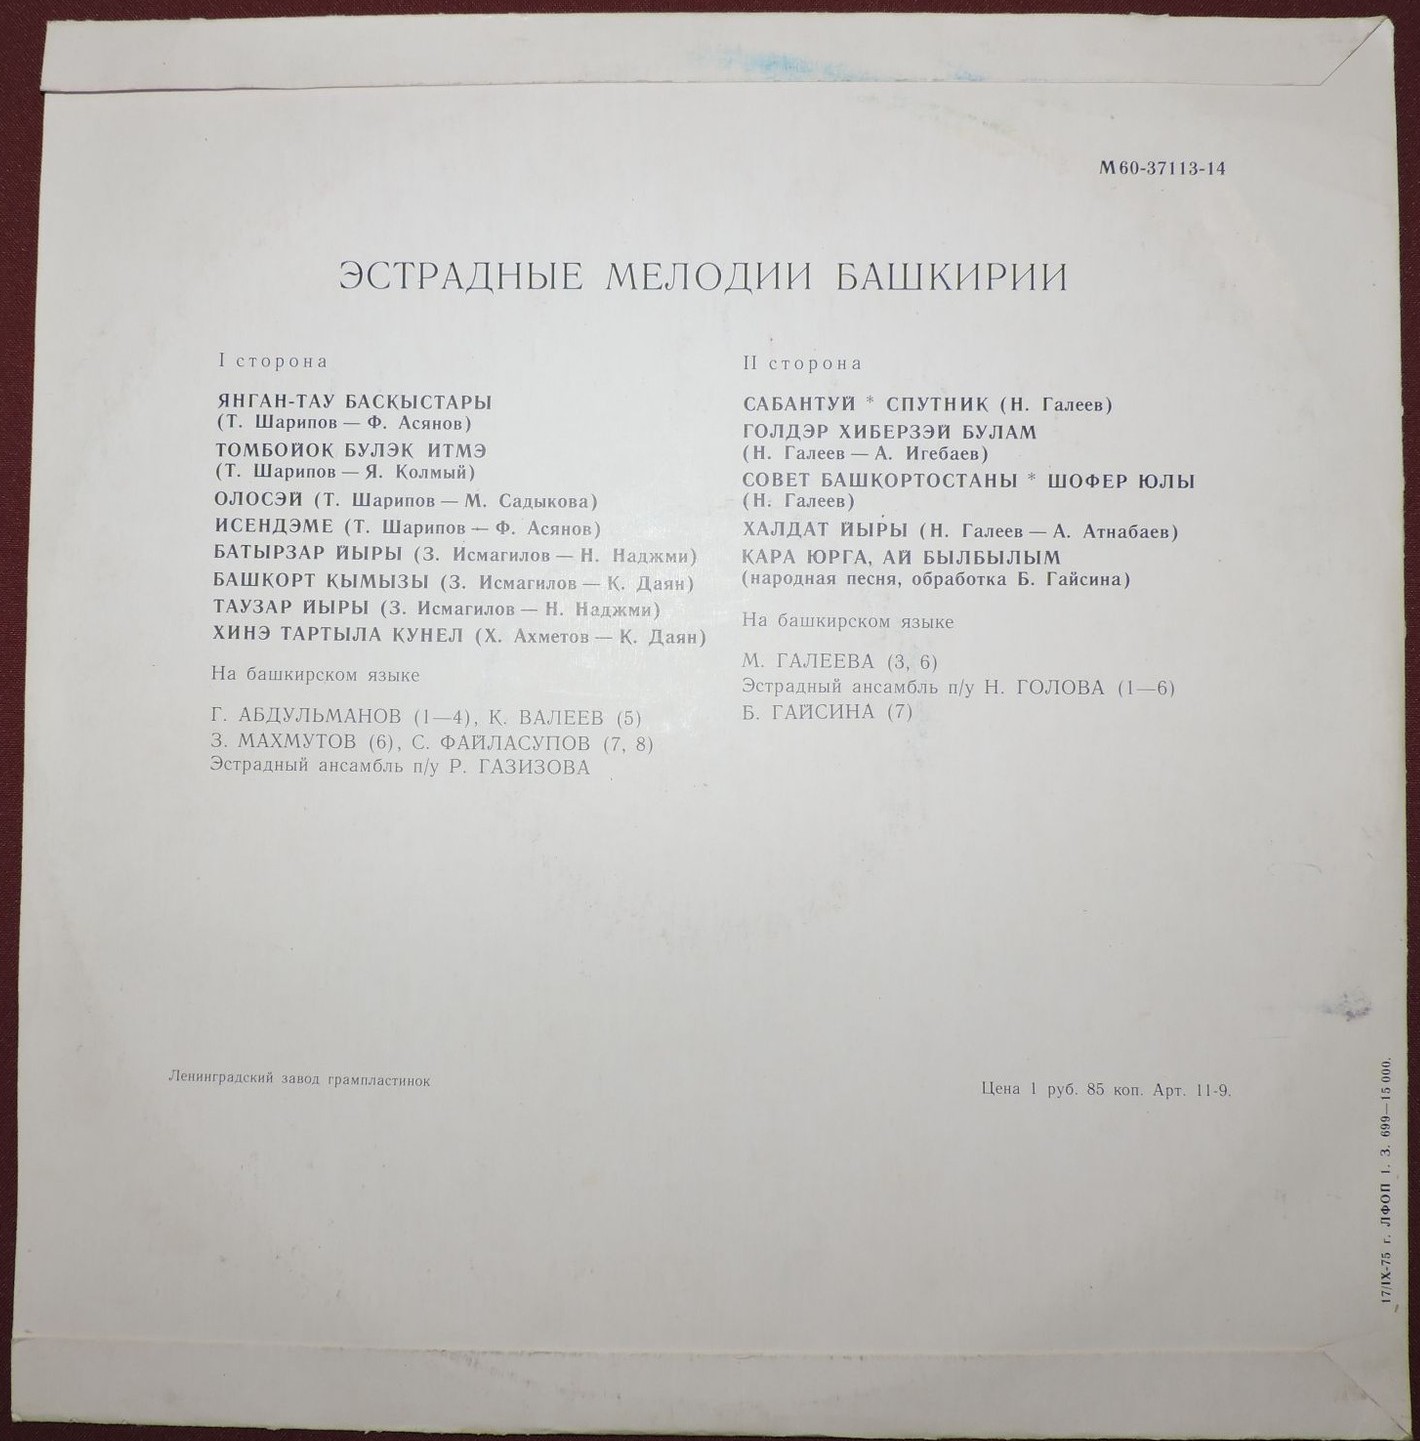 М60-37113-14
ЭСТРАДНЫЕ МЕЛОДИИ БАШКИРИИ
I сторона
ЯНГАН-ТАУ БАСҚЫСТАРЫ
(Т. Шарипов — Ф. Асянов)
ТОМБОЙОҚ БУЛЭК ИТМЭ
(Т. Шарипов — Я. Колмый)
ОЛОСЭЙ (Т. Шарипов — М. Садыкова)
ИСЕНДЭМЕ (Т. Шарипов — Ф. Асянов)
БАТЫРЗАР ЙЫРЫ (З. Исмагилов — Н. Наджми)
БАШҚОРТ ҚЫМЫЗЫ (З. Исмагилов — К. Даян)
ТАУЗАР ЙЫРЫ (З. Исмагилов — Н. Наджми)
ХИНЭ ТАРТЫЛА КУНЕЛ (Х. Ахметов — К. Даян)
На башкирском языке
Г. АБДУЛЬМАНОВ (1—4), К. ВАЛЕЕВ (5)
З. МАХМУТОВ (6), С. ФАЙЛАСУПОВ (7, 8)
Эстрадный ансамбль п/у Р. ГАЗИЗОВА
II сторона
САБАНТУЙ * СПУТНИК (Н. Галеев)
ГОЛДЭР ХИБЕРЗЭЙ БУЛАМ
(Н. Галеев — А. Игебаев)
СОВЕТ БАШКОРТОСТАНЫ * ШОФЕР ЮЛЫ
(Н. Галеев)
ХАЛДАТ ЙЫРЫ (Н. Галеев — А. Атнабаев)
ҚАРА ЮРГА, АЙ БЫЛБЫЛЫМ
(народная песня, обработка Б. Гайсина)
На башкирском языке
М. ГАЛЕЕВА (3, 6)
Эстрадный ансамбль п/у Н. ГОЛОВА (1—6)
Б. ГАЙСИНА (7)
Ленинградский завод грампластинок
Цена 1 руб. 85 коп. Арт. 11-9.
17/IX-75 г. ЛФОП 1. З. 699—15 000.